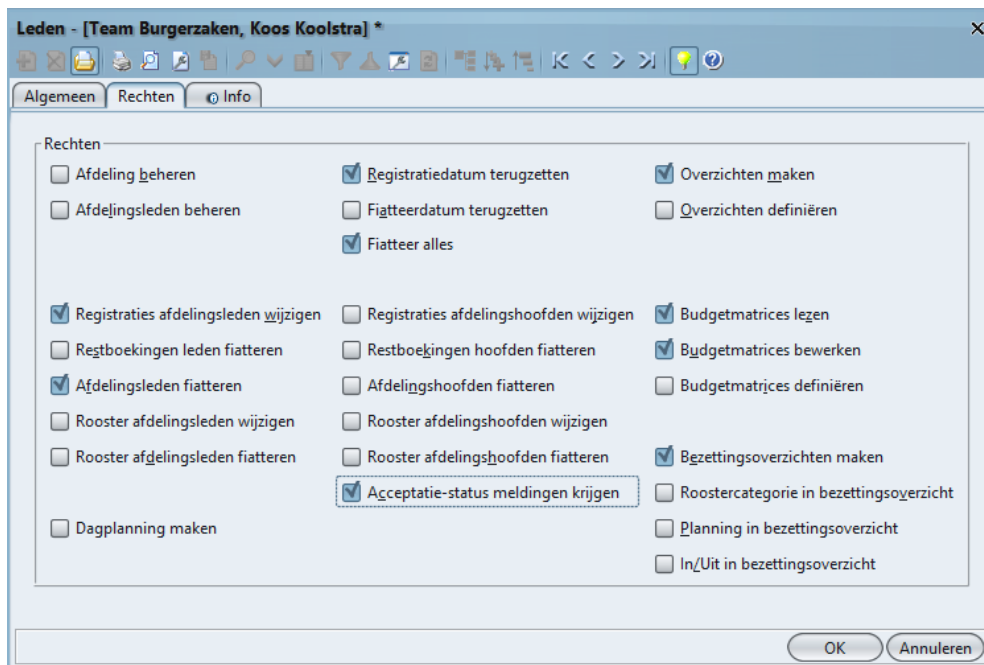 Leden - [Team Burgerzaken, Koos Koolstra] *
Algemeen Rechten Info
Rechten
Afdeling beheren Registratiedatum terugzetten Overzichten maken
Afdelingsleden beheren Fiatteerdatum terugzetten Overzichten definiëren
Fiatteer alles
Registraties afdelingsleden wijzigen Registraties afdelingshoofden wijzigen Budgetmatrices lezen
Restboekingen leden fiatteren Restboekingen hoofden fiatteren Budgetmatrices bewerken
Afdelingsleden fiatteren Afdelingshoofden fiatteren Budgetmatrices definiëren
Rooster afdelingsleden wijzigen Rooster afdelingshoofden wijzigen
Rooster afdelingsleden fiatteren Rooster afdelingshoofden fiatteren Bezettingsoverzichten maken
Acceptatie-status meldingen krijgen Roostercategorie in bezettingsoverzicht
Dagplanning maken Planning in bezettingsoverzicht
In/Uit in bezettingsoverzicht
OK Annuleren